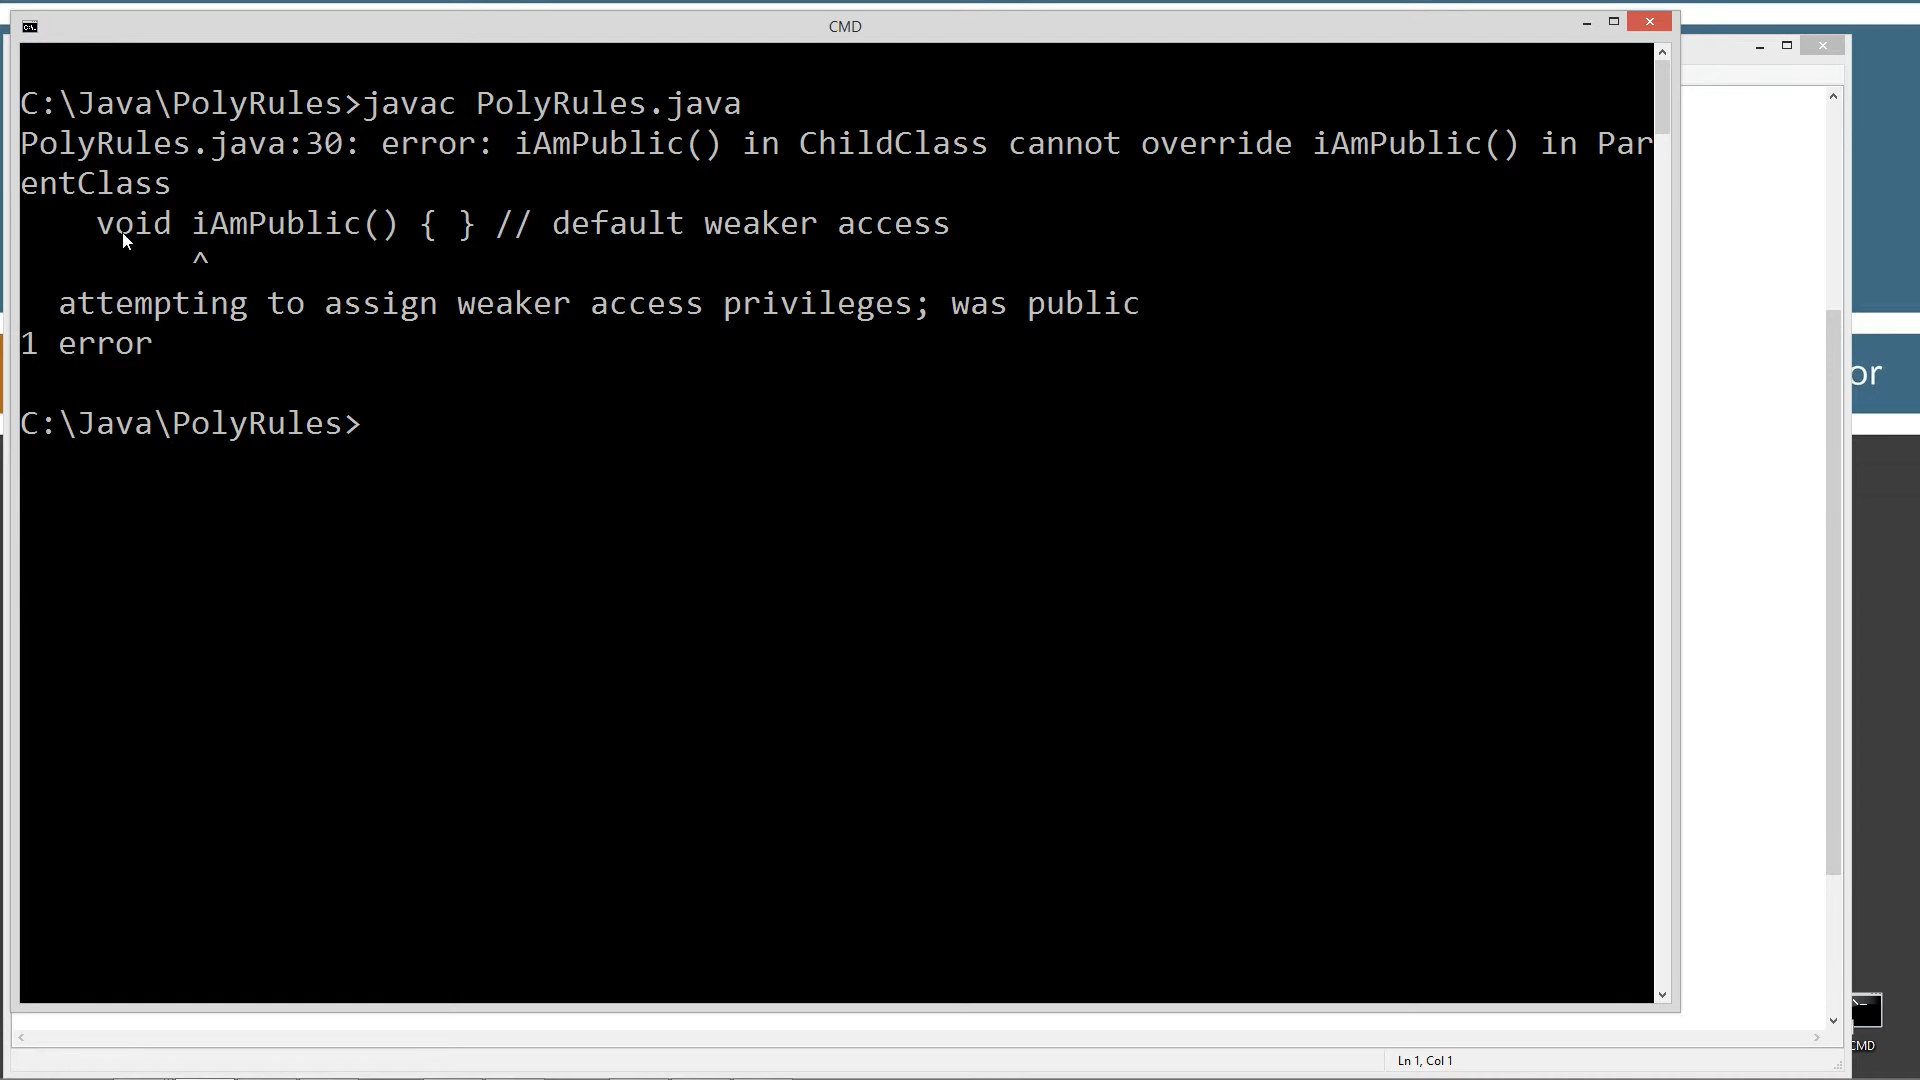 CMD
C:\Java\PolyRules>javac PolyRules.java
PolyRules.java:30: error: iAmPublic() in ChildClass cannot override iAmPublic() in Par
entClass
void iAmPublic() { } // default weaker access
^
attempting to assign weaker access privileges; was public
1 error
C:\Java\PolyRules>
or
CMD
Ln 1, Col 1